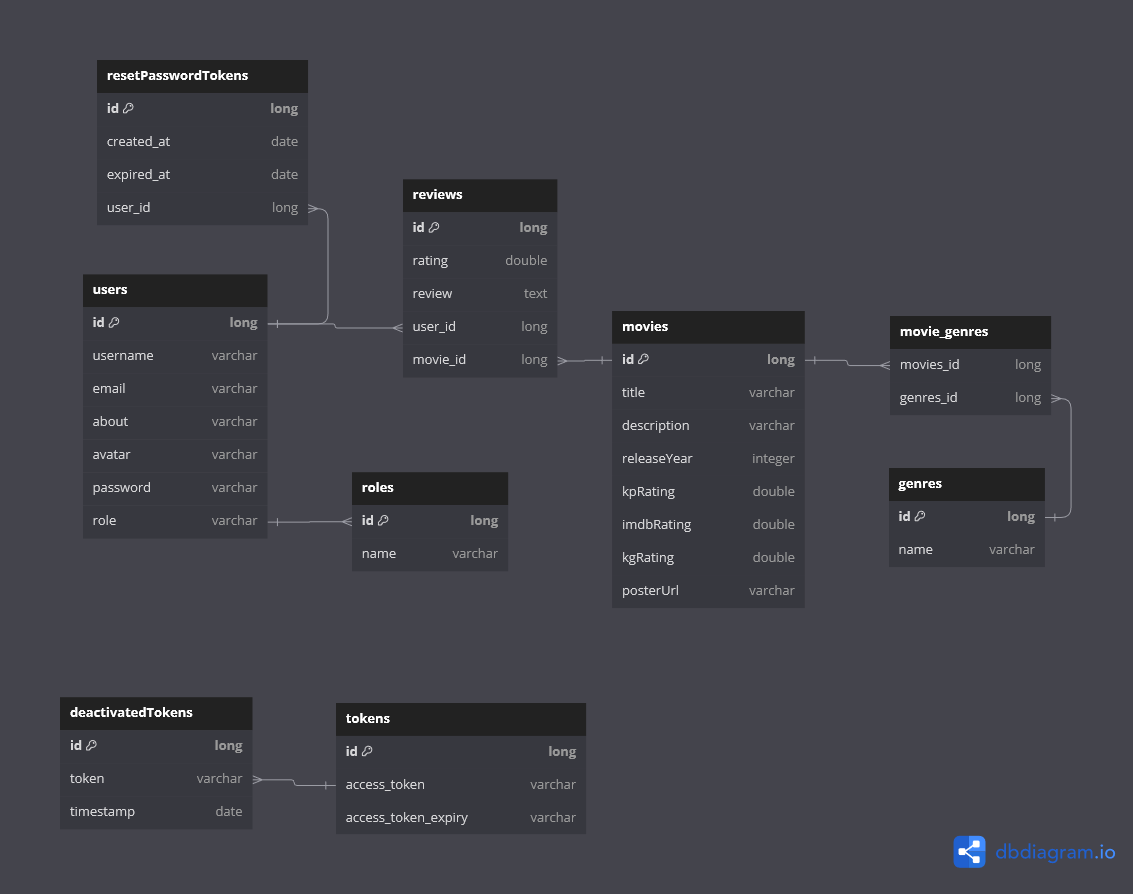 resetPasswordTokens
id long
created_at date
expired_at date
user_id long
reviews
id long
rating double
review text
user_id long
movie_id long
users
id long
username varchar
email varchar
about varchar
avatar varchar
password varchar
role varchar
roles
id long
name varchar
movies
id long
title varchar
description varchar
releaseYear integer
kpRating double
imdbRating double
kgRating double
posterUrl varchar
movie_genres
movies_id long
genres_id long
genres
id long
name varchar
deactivatedTokens
id long
token varchar
timestamp date
tokens
id long
access_token varchar
access_token_expiry varchar
dbdiagram.io